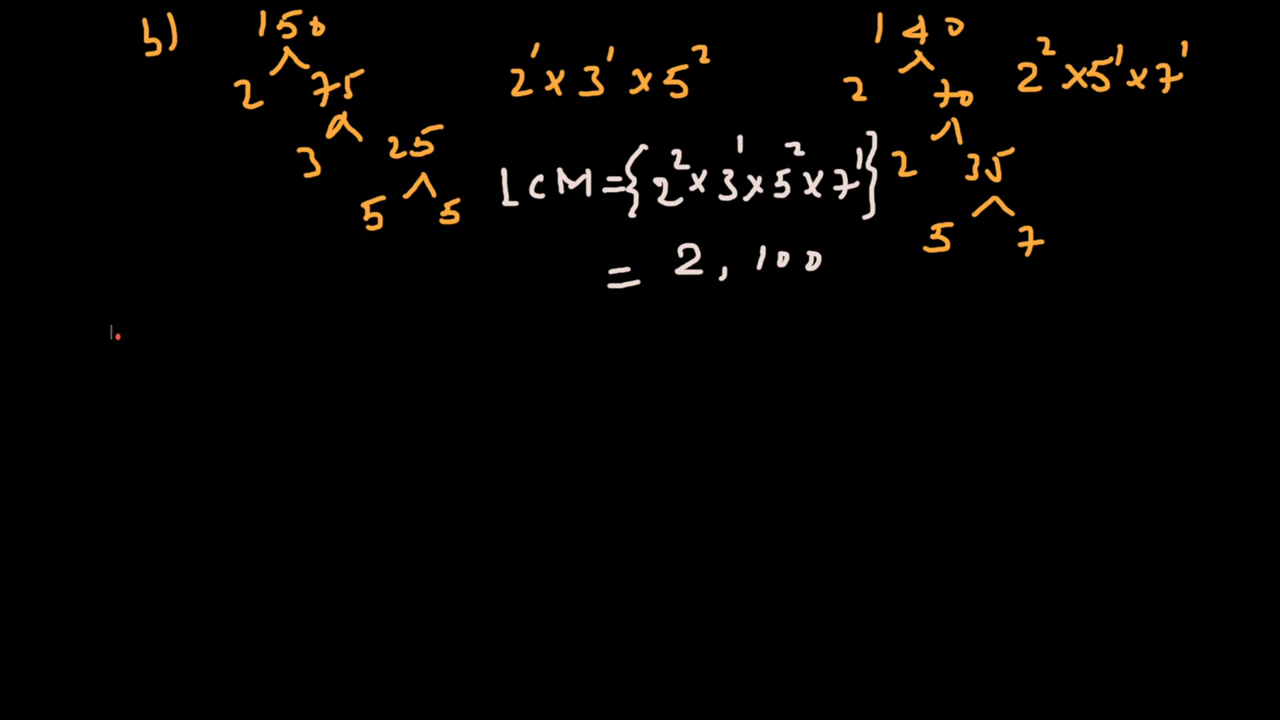 b) 150 140
2 75 2¹ x 3¹ x 5² 2 70 2² x 5¹ x 7¹
3 25 2 35
5 5 LCM = {2² x 3¹ x 5² x 7¹} 5 7
= 2,100